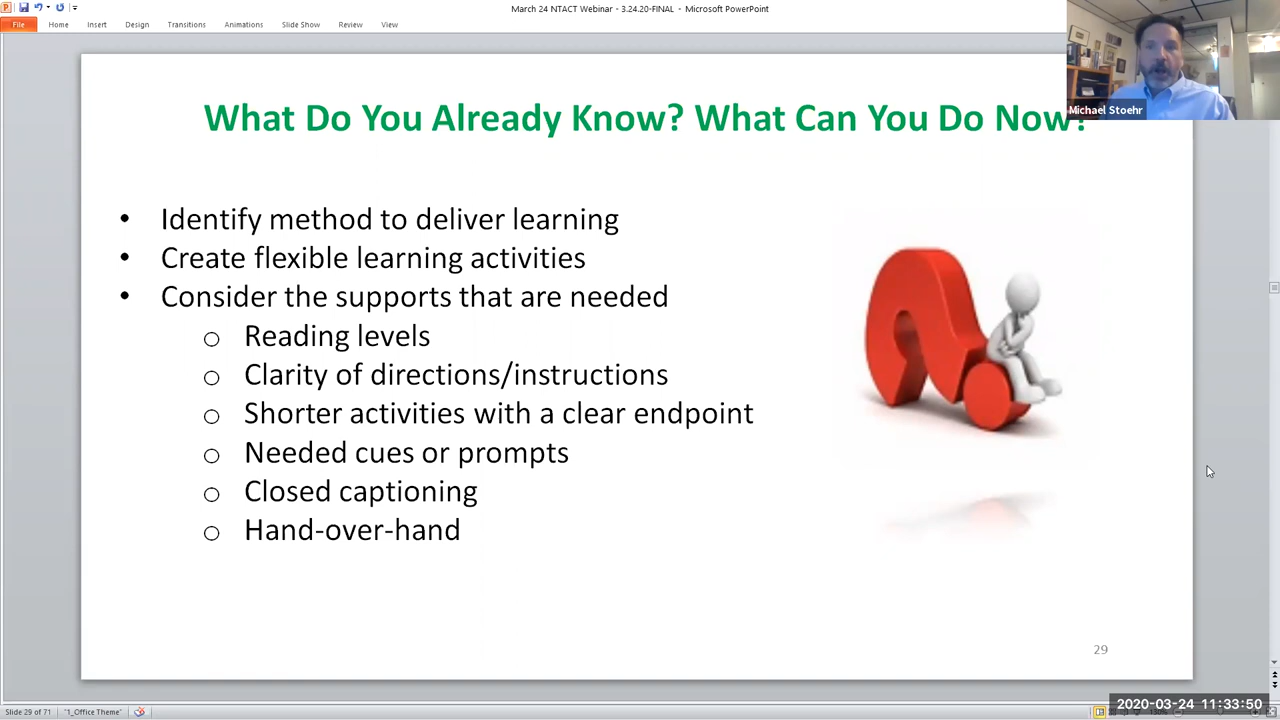 March 24 NTACT Webinar - 3.24.20-FINAL - Microsoft PowerPoint
File Home Insert Design Transitions Animations Slide Show Review View
Michael Stoehr
What Do You Already Know? What Can You Do Now?
• Identify method to deliver learning
• Create flexible learning activities
• Consider the supports that are needed
o Reading levels
o Clarity of directions/instructions
o Shorter activities with a clear endpoint
o Needed cues or prompts
o Closed captioning
o Hand-over-hand
29
2020-03-24 11:33:50
Slide 29 of 71 "1_Office Theme"